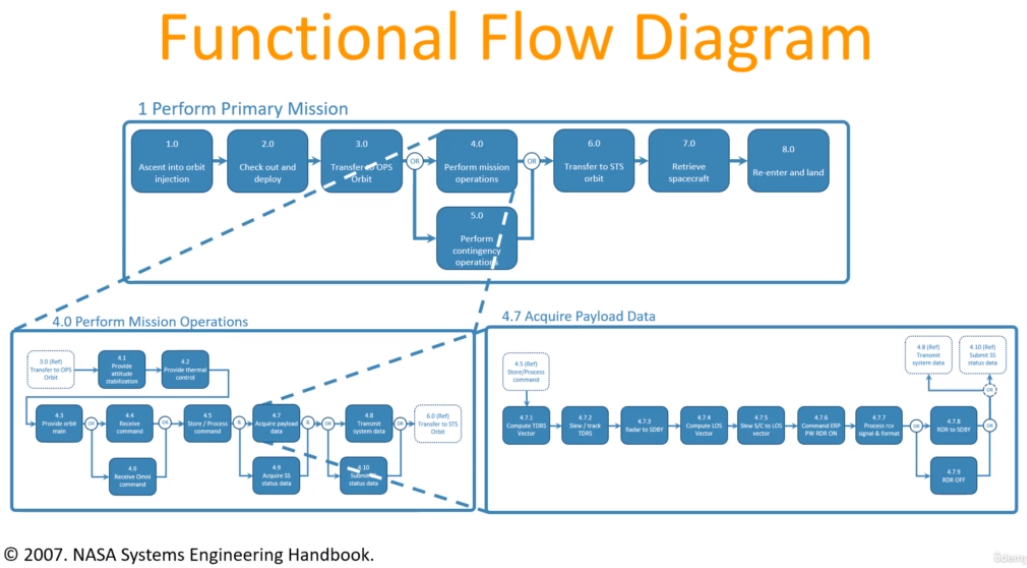 Functional Flow Diagram
1 Perform Primary Mission
1.0
Ascent into orbit
injection
2.0
Check out and
deploy
3.0
Transfer to OPS
Orbit
OR
4.0
Perform mission
operations
OR
5.0
Perform
contingency
operations
6.0
Transfer to STS
orbit
7.0
Retrieve
spacecraft
8.0
Re-enter and land
4.0 Perform Mission Operations
3.0 (Ref)
Transfer to OPS
Orbit
4.1
Provide
attitude
stabilization
4.2
Provide thermal
control
4.3
Provide orbit
main
OR
4.4
Receive
command
OR
4.6
Receive Omni
command
4.5
Store / Process
command
&
4.7
Acquire payload
data
&
4.9
Acquire SS
status data
OR
4.8
Transmit
system data
OR
4.10
status data
6.0 (Ref)
Transfer to STS
Orbit
4.7 Acquire Payload Data
4.5 (Ref)
Store/Process
command
4.7.1
Compute TDRS
Vector
4.7.2
Slew / track
TDRS
4.7.3
Radar to SDBY
4.7.4
Compute LOS
Vector
4.7.5
Slew S/C to LOS
vector
4.7.6
Command ERP
PW RDR ON
4.7.7
Process rcv
signal & format
OR
4.7.8
RDR to SDBY
4.7.9
RDR OFF
OR
OR
4.8 (Ref)
Transmit
system data
4.10 (Ref)
Submit SS
status data
© 2007. NASA Systems Engineering Handbook.
ûdemy